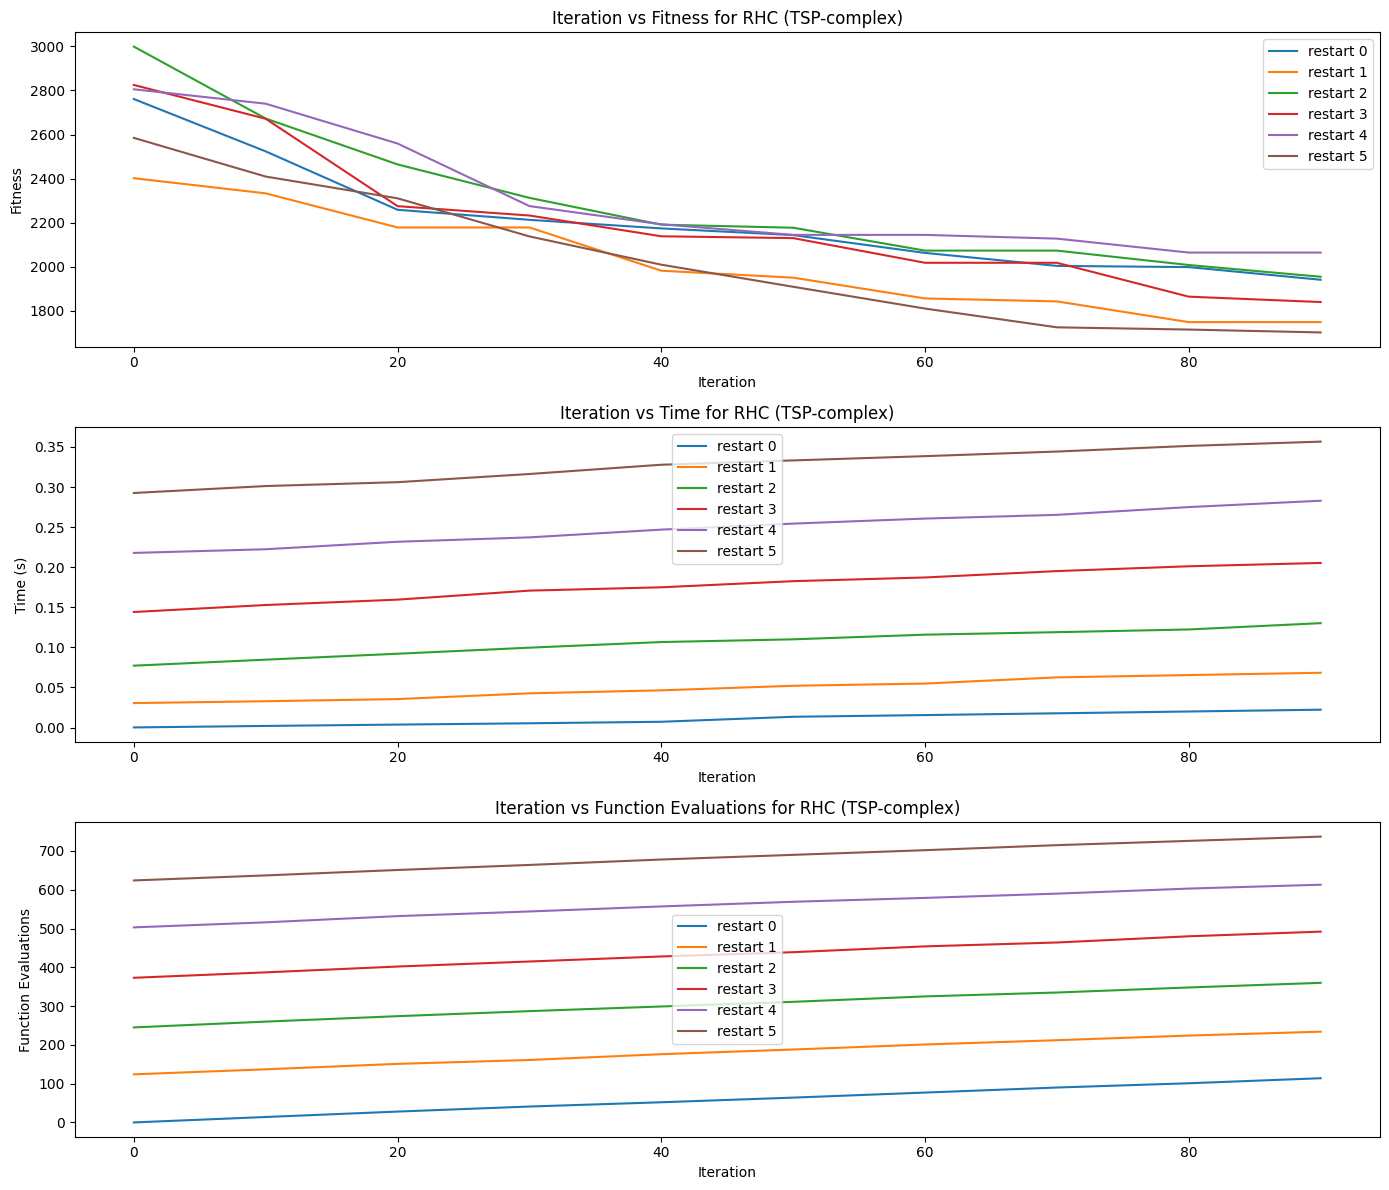 Iteration vs Fitness for RHC (TSP-complex)
Fitness
3000
2800
2600
2400
2200
2000
1800
restart 0
restart 1
restart 2
restart 3
restart 4
restart 5
0 20 40 60 80
Iteration
Iteration vs Time for RHC (TSP-complex)
Time (s)
0.35
0.30
0.25
0.20
0.15
0.10
0.05
0.00
restart 0
restart 1
restart 2
restart 3
restart 4
restart 5
0 20 40 60 80
Iteration
Iteration vs Function Evaluations for RHC (TSP-complex)
Function Evaluations
700
600
500
400
300
200
100
0
restart 0
restart 1
restart 2
restart 3
restart 4
restart 5
0 20 40 60 80
Iteration